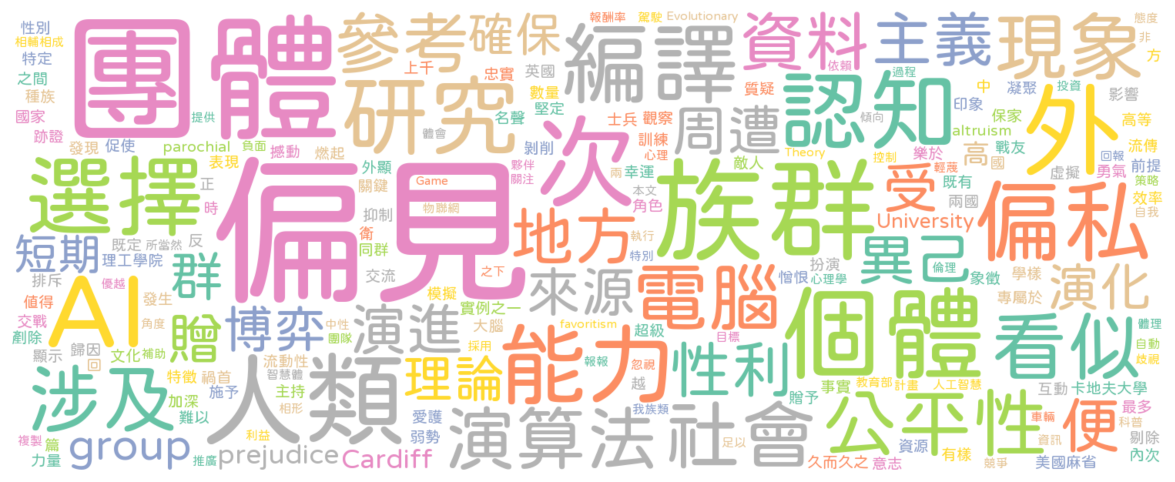 性別
相輔相成
特定
之間
種族
國家
跡證
提供
團體
參考
上千
忠實
研究
體會
報酬率
駕駛
Evolutionary
確保
英國
數量
堅定
名聲
編譯
資料
依賴
質疑
士兵
觀察
周遭
訓練
心理
主義
過程
認知
印象
中
凝聚
傾向
altruism
現象
投資
保家
戰友
態度
非
方
影響
高等
流傳
發現
促使
parochial
負面
表現
撼動
燃起
外顯
夥伴
關注
剝削
次
敵人
兩
幸運
Theory
控制
樂於
輕蔑
高
國
虛擬
外
回報
前提
勇氣
策略
效率
自我
選擇
正
時
偏見
關鍵
Game
物聯網
抑制
衛
同群
地方
本文
角色
執行
特別
族群
受
既有
University
兩國
偏私
短期
既定
所當然
反
理工學院
排斥
群
交流
之下
模擬
實例之一
來源
電腦
憎恨
扮演
心理學
異己
倫理
象徵
學樣
專屬於
演化
AI
優越
值得
交戰
剷除
發生
角度
贈
博弈
中性
團隊
演進
大腦
採用
favoritism
能力
報報
超級
忽視
越
目標
性利
個體
看似
體理
自動
歧視
顯示
歸因
回
文化
補助
流動性
智慧體
特徵
禍首
施予
主持
相形
理論
愛護
弱勢
我族類
贈予
事實
教育部
計畫
人工智慧
互動
卡地夫大學
涉及
加深
難以
人類
複製
篇
力量
推廣
group
利益
prejudice
Cardiff
演算法
社會
足以
公平性
資源
久而久之
意志
有樣
競爭
車輛
資訊
便
最多
科普
剔除
內次
美國麻省